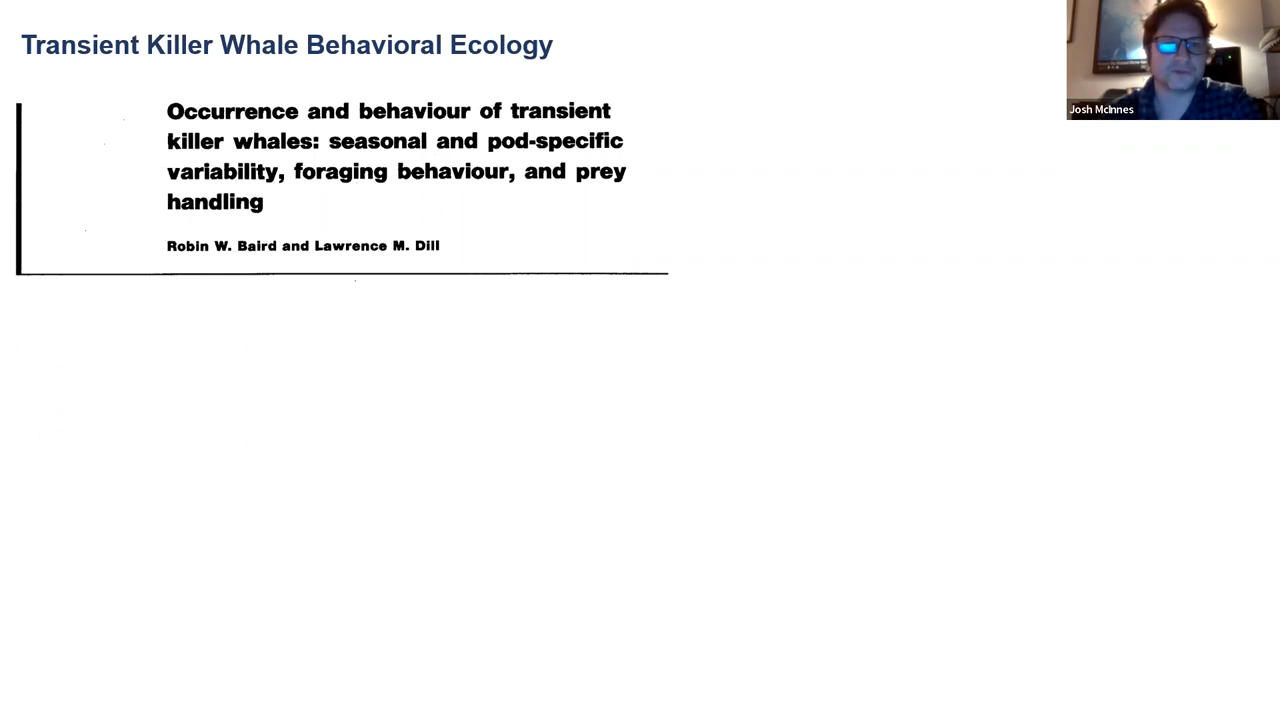 Transient Killer Whale Behavioral Ecology
Occurrence and behaviour of transient
killer whales: seasonal and pod-specific
variability, foraging behaviour, and prey
handling
Robin W. Baird and Lawrence M. Dill
Josh McInnes